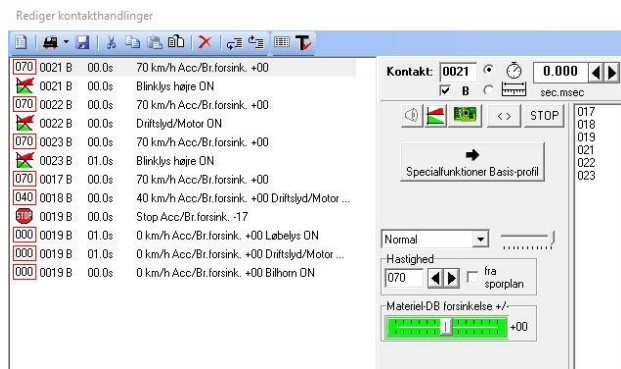 Rediger kontakthandlinger
070 0021 B 00.0s 70 km/h Acc/Br.forsink. +00
0021 B 00.0s Blinklys højre ON
070 0022 B 00.0s 70 km/h Acc/Br.forsink. +00
0022 B 00.0s Driftslyd/Motor ON
070 0023 B 00.0s 70 km/h Acc/Br.forsink. +00
0023 B 01.0s Blinklys højre ON
070 0017 B 00.0s 70 km/h Acc/Br.forsink. +00
040 0018 B 00.0s 40 km/h Acc/Br.forsink. +00 Driftslyd/Motor ...
STOP 0019 B 00.0s Stop Acc/Br.forsink. -17
000 0019 B 01.0s 0 km/h Acc/Br.forsink. +00 Løbelys ON
000 0019 B 01.0s 0 km/h Acc/Br.forsink. +00 Driftslyd/Motor ...
000 0019 B 00.0s 0 km/h Acc/Br.forsink. +00 Bilhorn ON
Kontakt: 0021 0.000
B sec.msec
< > STOP
017
018
019
021
022
023
Specialfunktioner Basis-profil
Normal
Hastighed
070 fra sporplan
Materiel-DB forsinkelse +/-
+00